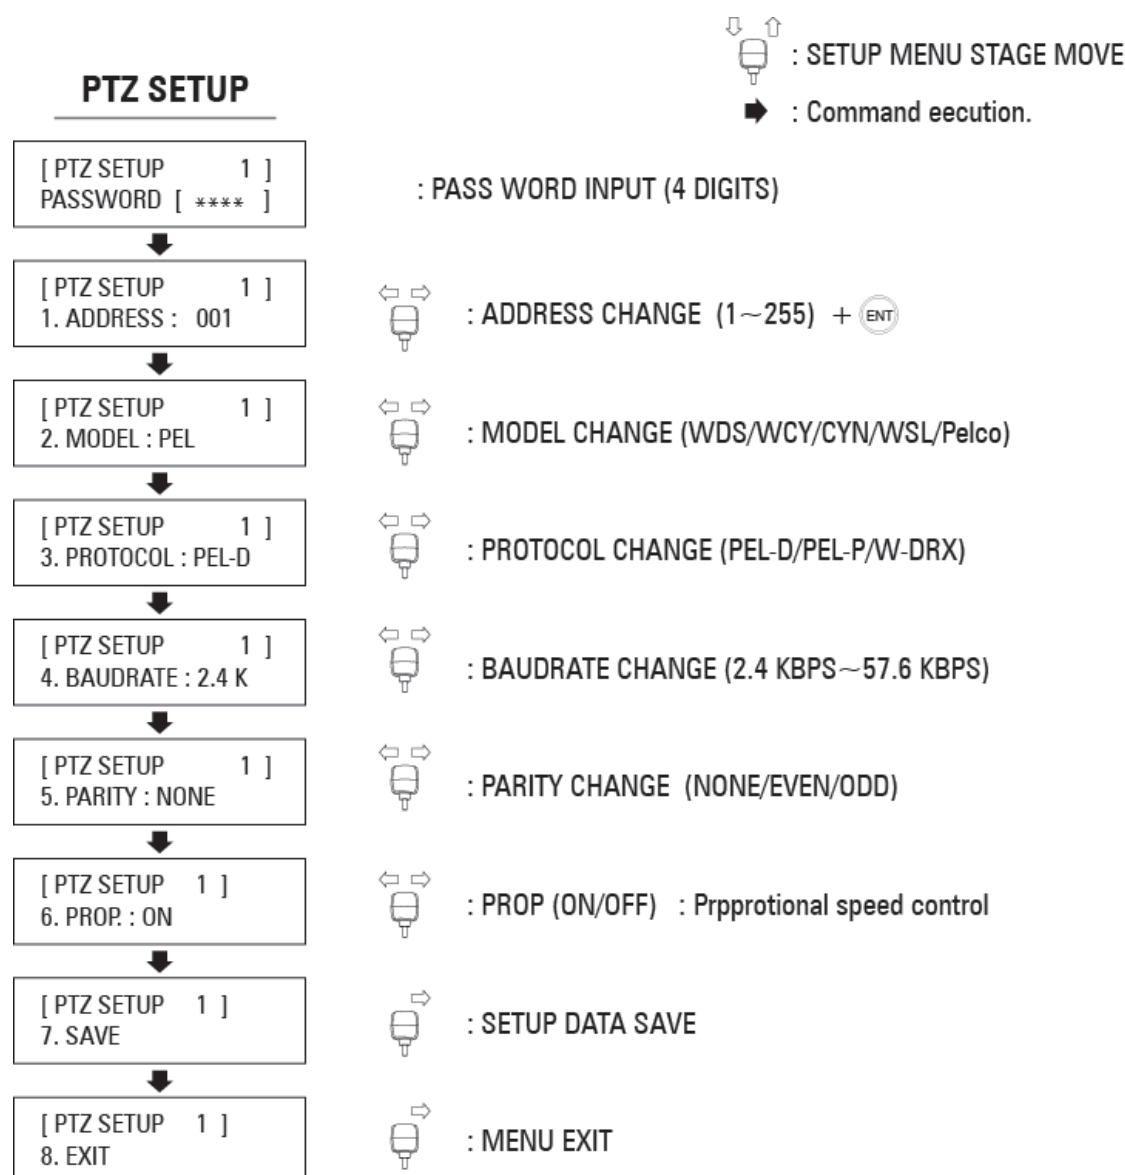 : SETUP MENU STAGE MOVE
PTZ SETUP
: Command eecution.
[ PTZ SETUP 1 ]
PASSWORD [ **** ]
: PASS WORD INPUT (4 DIGITS)
[ PTZ SETUP 1 ]
1. ADDRESS : 001
: ADDRESS CHANGE (1~255) + ENT
[ PTZ SETUP 1 ]
2. MODEL : PEL
: MODEL CHANGE (WDS/WCY/CYN/WSL/Pelco)
[ PTZ SETUP 1 ]
3. PROTOCOL : PEL-D
: PROTOCOL CHANGE (PEL-D/PEL-P/W-DRX)
[ PTZ SETUP 1 ]
4. BAUDRATE : 2.4 K
: BAUDRATE CHANGE (2.4 KBPS~57.6 KBPS)
[ PTZ SETUP 1 ]
5. PARITY : NONE
: PARITY CHANGE (NONE/EVEN/ODD)
[ PTZ SETUP 1 ]
6. PROP. : ON
: PROP (ON/OFF) : Prpprotional speed control
[ PTZ SETUP 1 ]
7. SAVE
: SETUP DATA SAVE
[ PTZ SETUP 1 ]
8. EXIT
: MENU EXIT